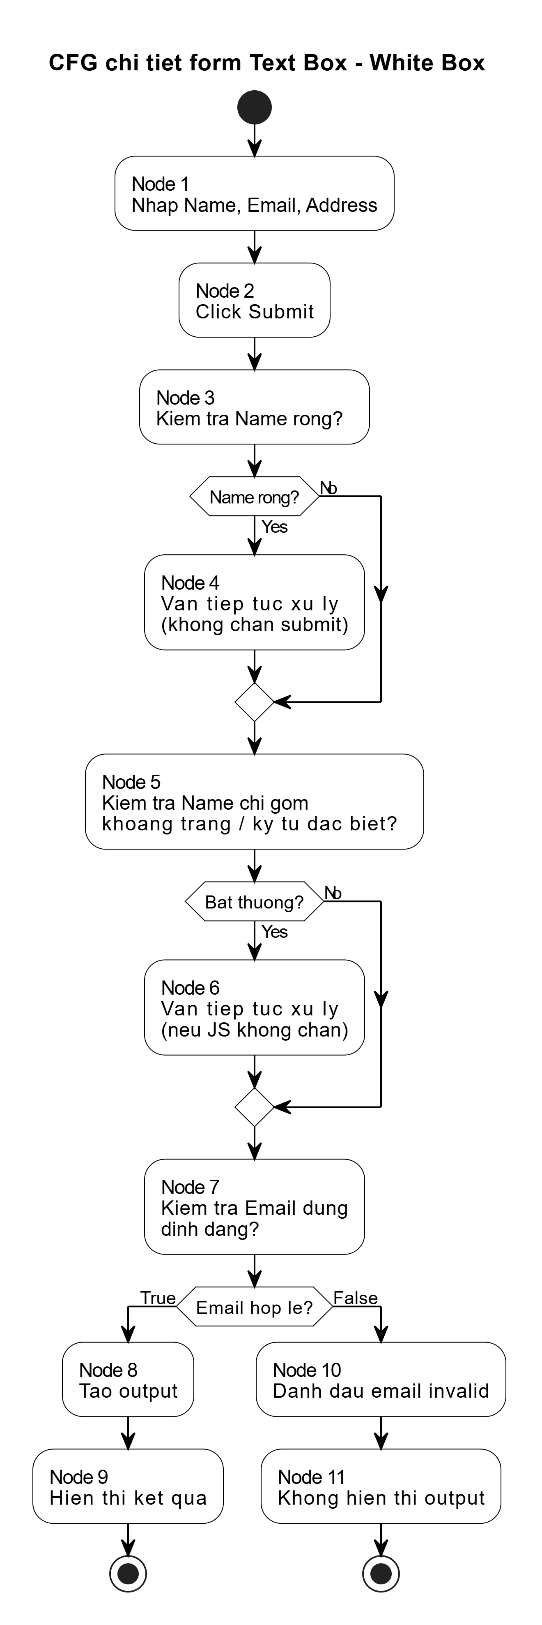 CFG chi tiet form Text Box - White Box
Node 1
Nhap Name, Email, Address
Node 2
Click Submit
Node 3
Kiem tra Name rong?
Name rong?
No
Yes
Node 4
Van tiep tuc xu ly
(khong chan submit)
Node 5
Kiem tra Name chi gom
khoang trang / ky tu dac biet?
Bat thuong?
No
Yes
Node 6
Van tiep tuc xu ly
(neu JS khong chan)
Node 7
Kiem tra Email dung
dinh dang?
True
Email hop le?
False
Node 8
Tao output
Node 10
Danh dau email invalid
Node 9
Hien thi ket qua
Node 11
Khong hien thi output